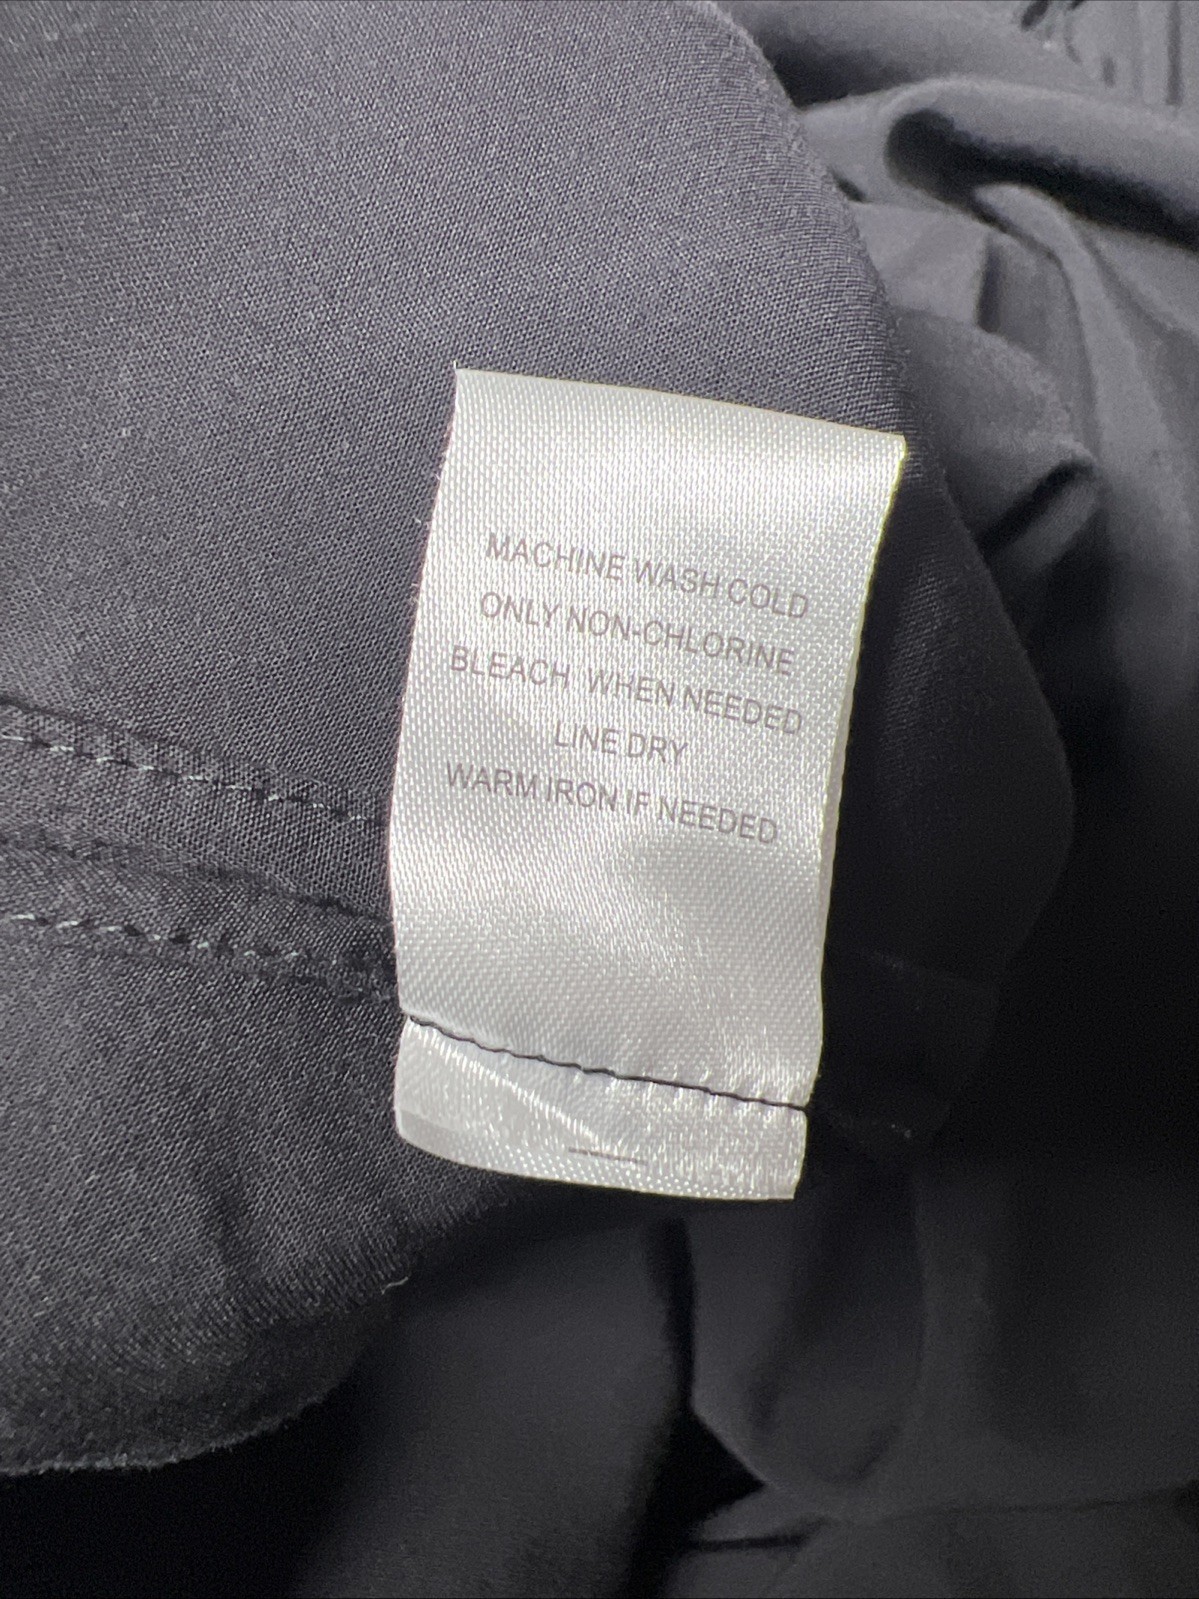 MACHINE WASH COLD
ONLY NON-CHLORINE
BLEACH WHEN NEEDED
LINE DRY
WARM IRON IF NEEDED